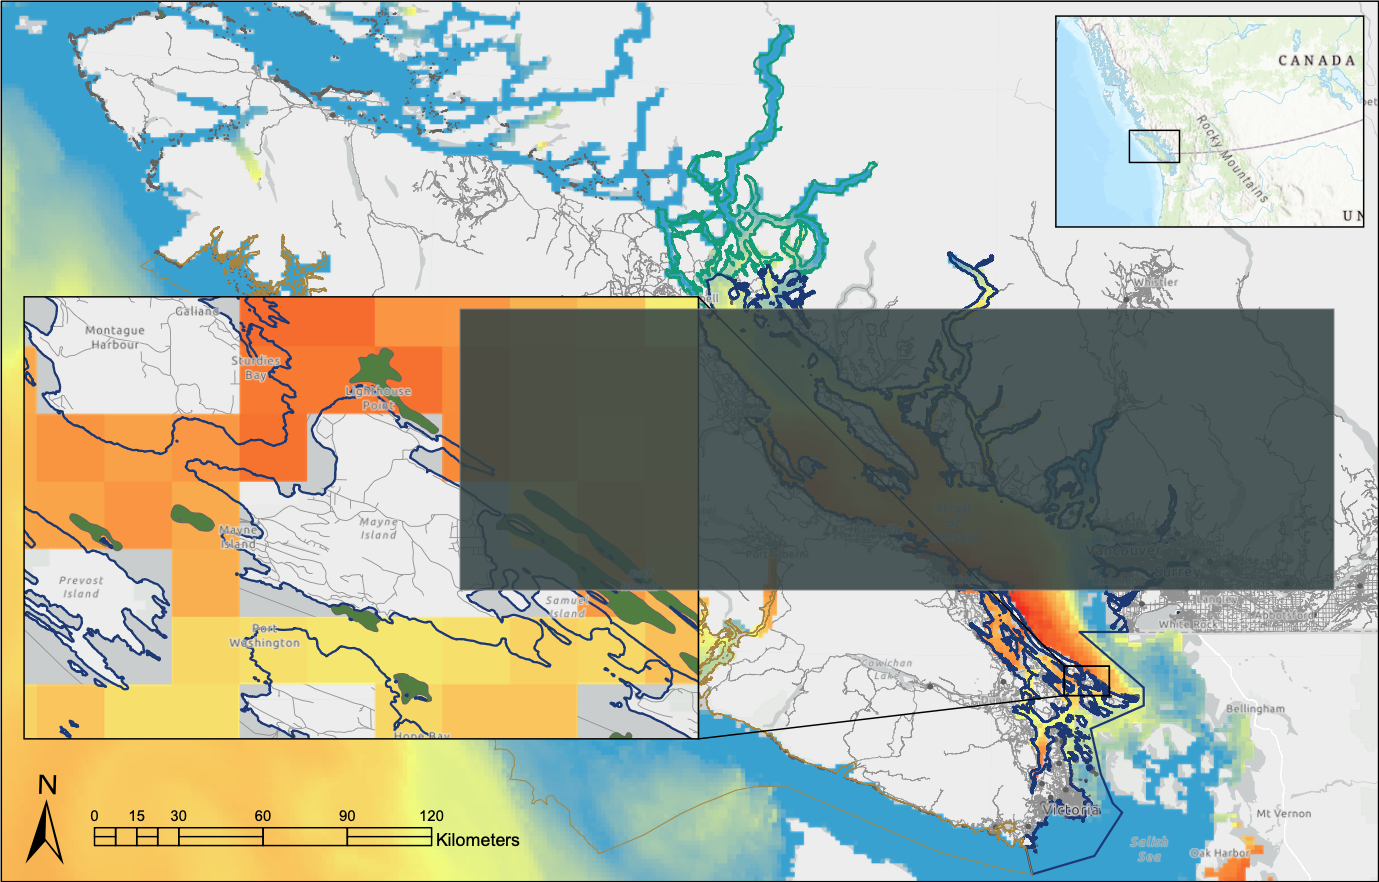 CANADA
Rocky Mountains
UN
Whistler
ell
Galiano
Montague
Harbour
Sturdies
Bay
Lighthouse
Point
Mayne
Island
Mayne
Island
Prevost
Island
Samuel
Island
Port
Washington
Hope Bay
Vancouver
Surrey
White Rock
Abbotsford
Cowichan
Lake
Bellingham
Victoria
Mt Vernon
Salish
Sea
Oak Harbor
N
0 15 30 60 90 120
Kilometers